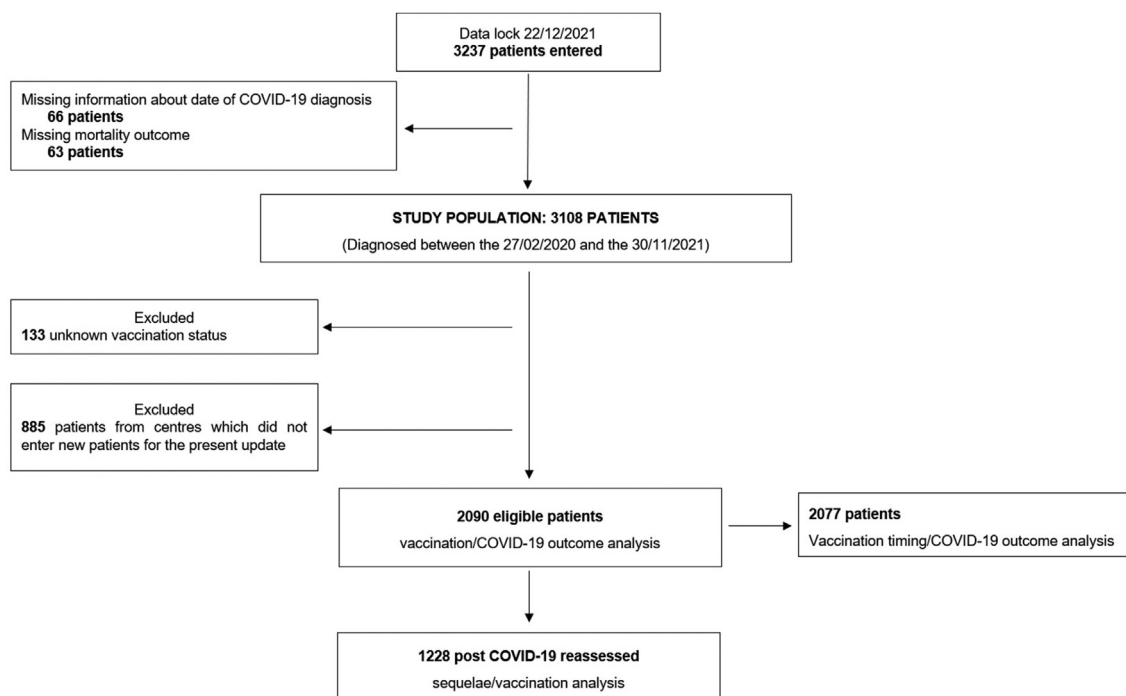 Data lock 22/12/2021
3237 patients entered
Missing information about date of COVID-19 diagnosis
66 patients
Missing mortality outcome
63 patients
STUDY POPULATION: 3108 PATIENTS
(Diagnosed between the 27/02/2020 and the 30/11/2021)
Excluded
133 unknown vaccination status
Excluded
885 patients from centres which did not
enter new patients for the present update
2090 eligible patients
vaccination/COVID-19 outcome analysis
2077 patients
Vaccination timing/COVID-19 outcome analysis
1228 post COVID-19 reassessed
sequelae/vaccination analysis